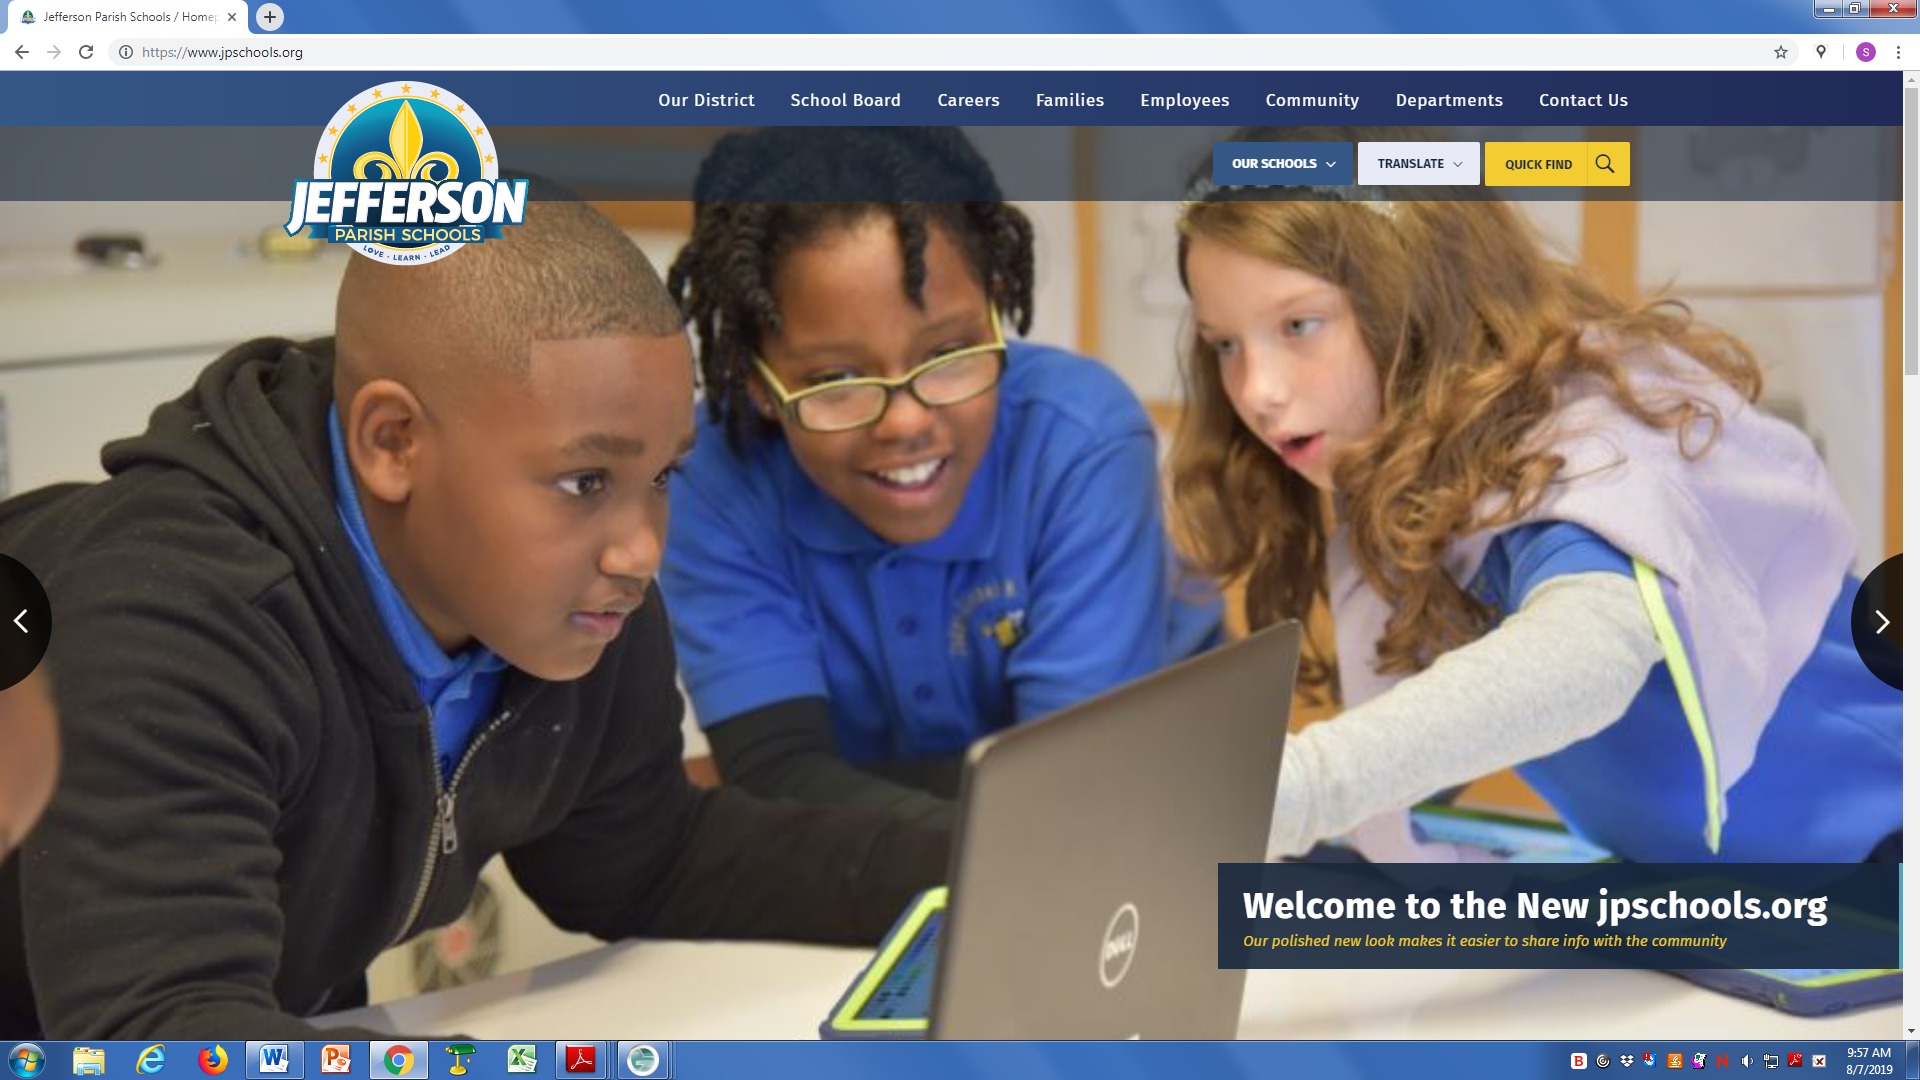 Jefferson Parish Schools / Homep
https://www.jpschools.org
S
Our District School Board Careers Families Employees Community Departments Contact Us
OUR SCHOOLS TRANSLATE QUICK FIND
JEFFERSON
PARISH SCHOOLS
LOVE · LEARN · LEAD
DELL
Welcome to the New jpschools.org
Our polished new look makes it easier to share info with the community
9:57 AM
8/7/2019